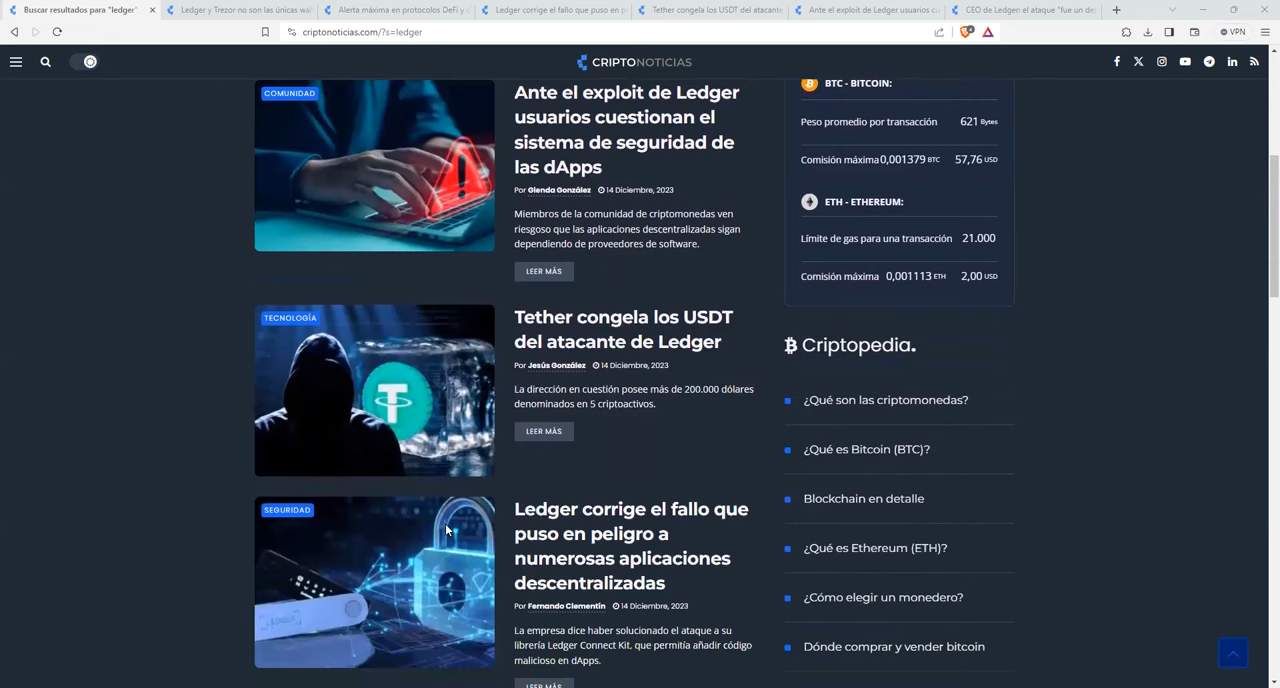 Buscar resultados para "ledger"
Ledger y Trezor no son las únicas wal
Alerta máxima en protocolos DeFi y d
Ledger corrige el fallo que puso en p
Tether congela los USDT del atacante
Ante el exploit de Ledger usuarios cu
CEO de Ledger: el ataque "fue un des
criptonoticias.com/?s=ledger
4
VPN
CRIPTONOTICIAS
COMUNIDAD
Ante el exploit de Ledger
usuarios cuestionan el
sistema de seguridad de
las dApps
Por Glenda González 14 Diciembre, 2023
Miembros de la comunidad de criptomonedas ven
riesgoso que las aplicaciones descentralizadas sigan
dependiendo de proveedores de software.
LEER MÁS
TECNOLOGÍA
Tether congela los USDT
del atacante de Ledger
Por Jesús González 14 Diciembre, 2023
La dirección en cuestión posee más de 200.000 dólares
denominados en 5 criptoactivos.
LEER MÁS
SEGURIDAD
Ledger corrige el fallo que
puso en peligro a
numerosas aplicaciones
descentralizadas
Por Fernando Clementín 14 Diciembre, 2023
La empresa dice haber solucionado el ataque a su
librería Ledger Connect Kit, que permitía añadir código
malicioso en dApps.
LEER MÁS
BTC - BITCOIN:
Peso promedio por transacción 621 Bytes
Comisión máxima 0,001379 BTC 57,76 USD
ETH - ETHEREUM:
Límite de gas para una transacción 21.000
Comisión máxima 0,001113 ETH 2,00 USD
Criptopedia.
¿Qué son las criptomonedas?
¿Qué es Bitcoin (BTC)?
Blockchain en detalle
¿Qué es Ethereum (ETH)?
¿Cómo elegir un monedero?
Dónde comprar y vender bitcoin